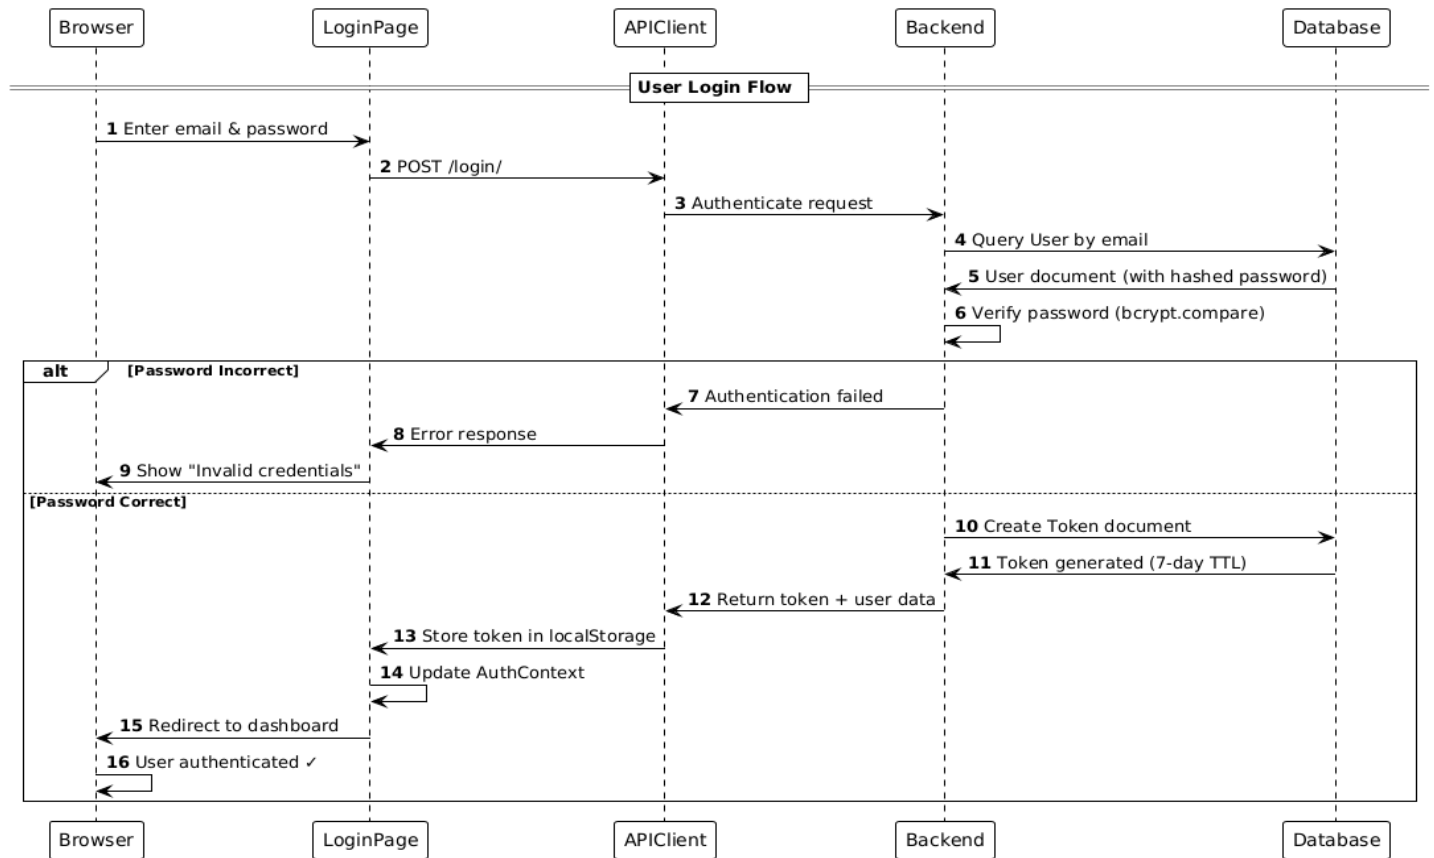 Browser LoginPage APIClient Backend Database
User Login Flow
1 Enter email & password
2 POST /login/
3 Authenticate request
4 Query User by email
5 User document (with hashed password)
6 Verify password (bcrypt.compare)
alt [Password Incorrect]
7 Authentication failed
8 Error response
9 Show "Invalid credentials"
[Password Correct]
10 Create Token document
11 Token generated (7-day TTL)
12 Return token + user data
13 Store token in localStorage
14 Update AuthContext
15 Redirect to dashboard
16 User authenticated ✓
Browser LoginPage APIClient Backend Database